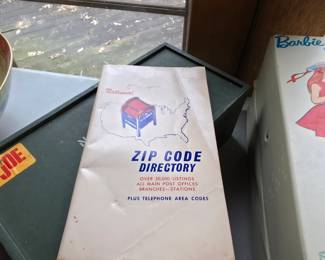 National
ZIP CODE
DIRECTORY
OVER 35,000 LISTINGS
ALL MAIN POST OFFICES
BRANCHES—STATIONS
PLUS TELEPHONE AREA CODES
JOE
Barbie